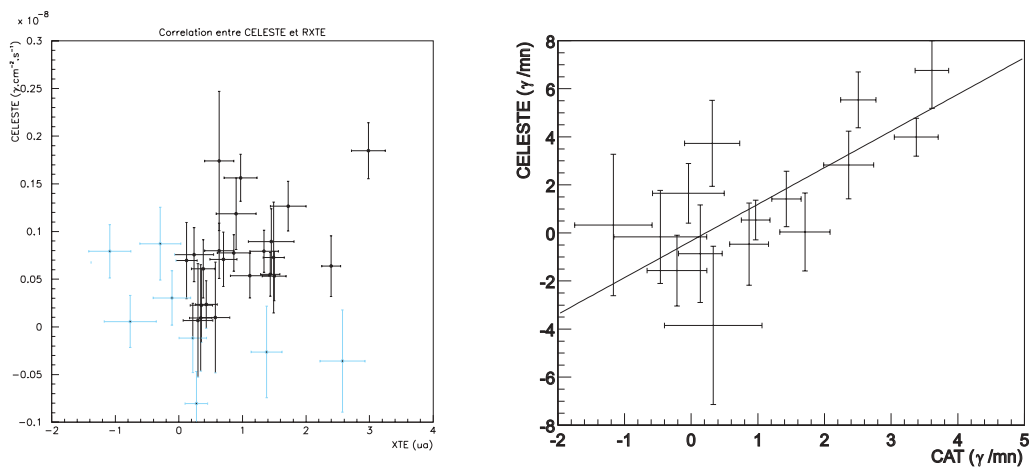 x 10⁻⁸
Correlation entre CELESTE et RXTE
CELESTE (γ.cm⁻².s⁻¹)
0.3
0.25
0.2
0.15
0.1
0.05
0
−0.05
−0.1
−2 −1 0 1 2 3 4
XTE (ua)
CELESTE (γ /mn)
8
6
4
2
0
-2
-4
-6
-8
-2 -1 0 1 2 3 4 5
CAT (γ /mn)